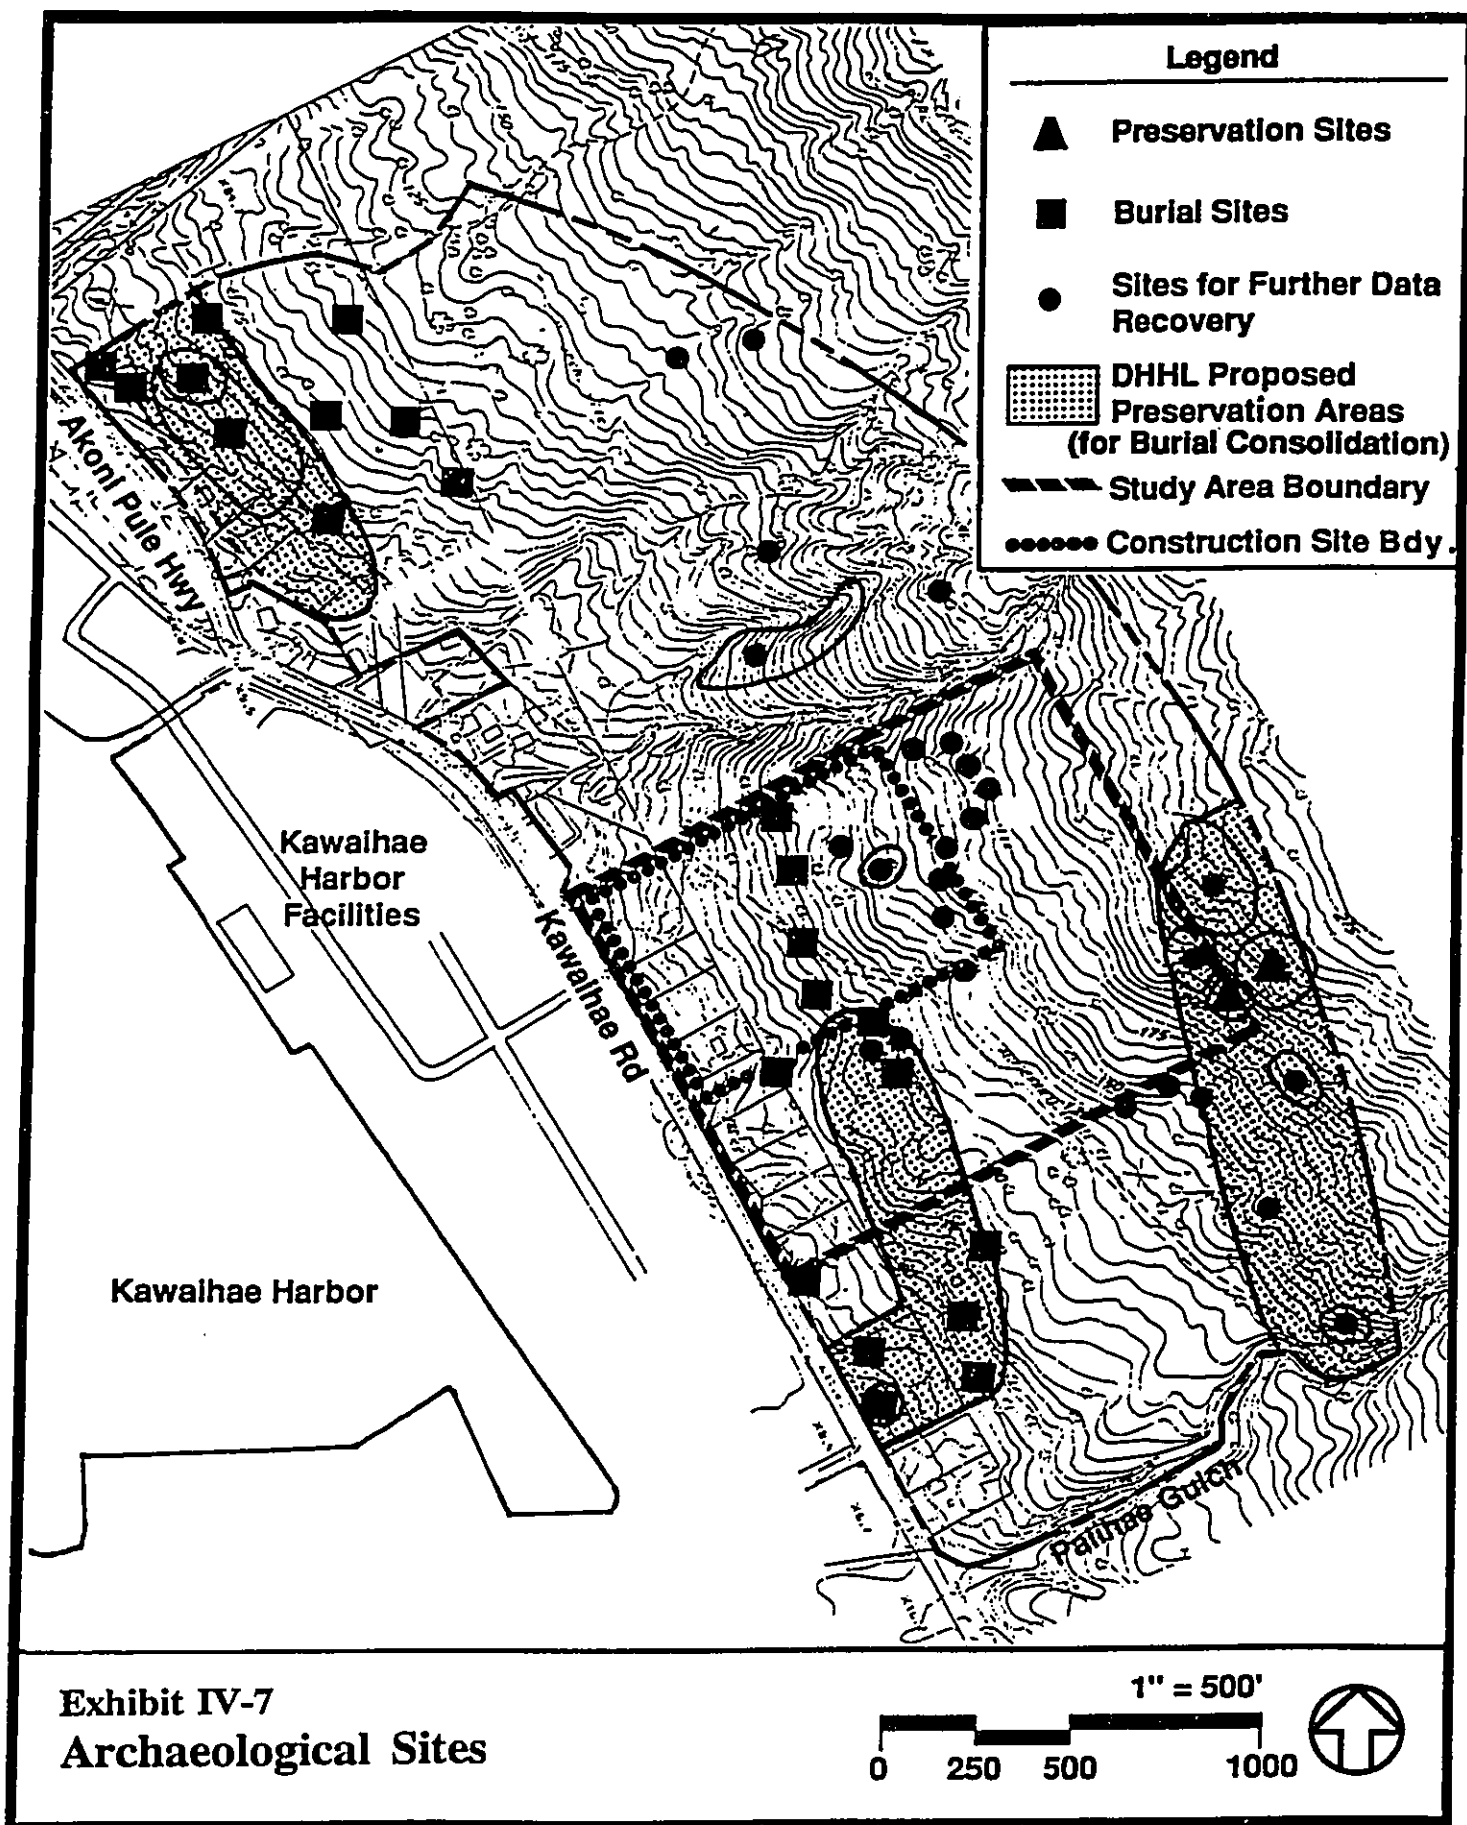 Legend
Preservation Sites
Burial Sites
Sites for Further Data
Recovery
DHHL Proposed
Preservation Areas
(for Burial Consolidation)
Study Area Boundary
Construction Site Bdy.
Akoni Pule Hwy
Kawaihae
Harbor
Facilities
Kawaihae Rd
Kawaihae Harbor
Palihae Gulch
Exhibit IV-7
Archaeological Sites
1" = 500'
0 250 500 1000